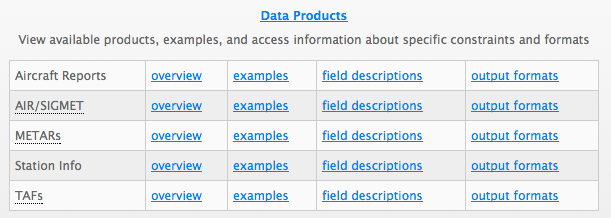 Data Products
View available products, examples, and access information about specific constraints and formats
Aircraft Reports overview examples field descriptions output formats
AIR/SIGMET overview examples field descriptions output formats
METARs overview examples field descriptions output formats
Station Info overview examples field descriptions output formats
TAFs overview examples field descriptions output formats